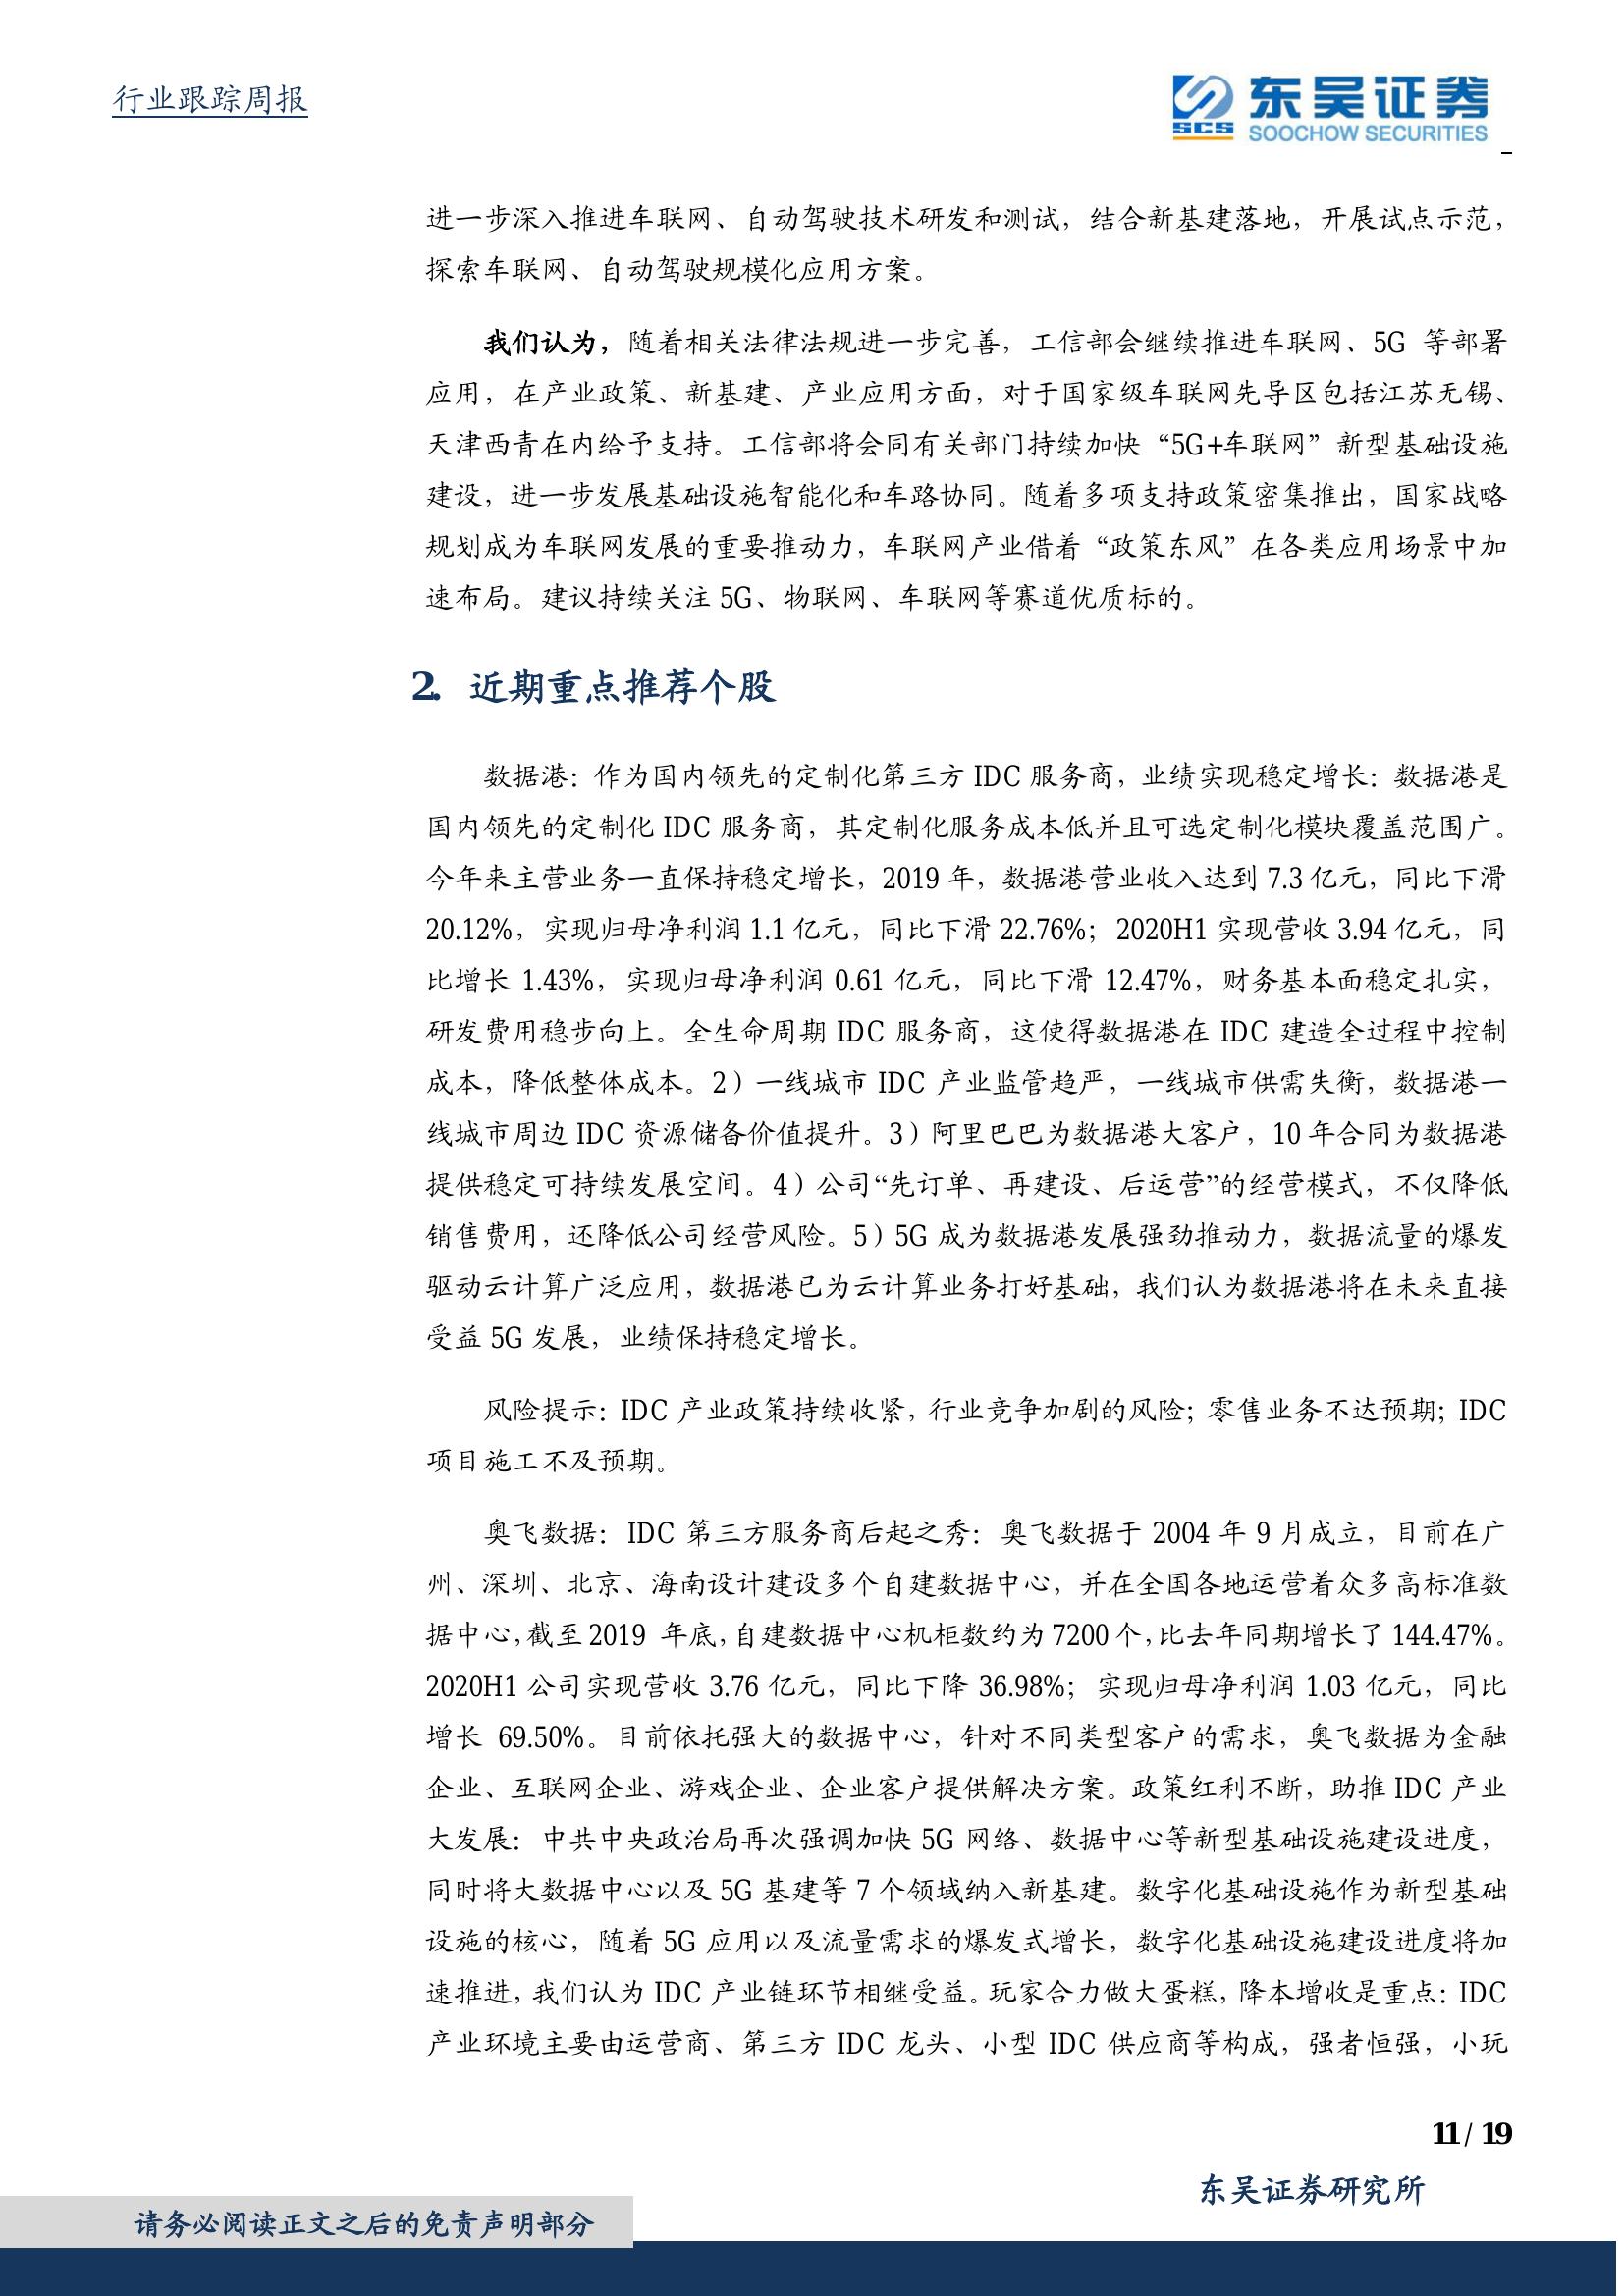 行业跟踪周报
SCS
东吴证券
SOOCHOW SECURITIES
进一步深入推进车联网、自动驾驶技术研发和测试，结合新基建落地，开展试点示范，
探索车联网、自动驾驶规模化应用方案。
我们认为，随着相关法律法规进一步完善，工信部会继续推进车联网、5G 等部署
应用，在产业政策、新基建、产业应用方面，对于国家级车联网先导区包括江苏无锡、
天津西青在内给予支持。工信部将会同有关部门持续加快“5G+车联网”新型基础设施
建设，进一步发展基础设施智能化和车路协同。随着多项支持政策密集推出，国家战略
规划成为车联网发展的重要推动力，车联网产业借着“政策东风”在各类应用场景中加
速布局。建议持续关注 5G、物联网、车联网等赛道优质标的。
2. 近期重点推荐个股
数据港：作为国内领先的定制化第三方 IDC 服务商，业绩实现稳定增长：数据港是
国内领先的定制化 IDC 服务商，其定制化服务成本低并且可选定制化模块覆盖范围广。
今年来主营业务一直保持稳定增长，2019 年，数据港营业收入达到 7.3 亿元，同比下滑
20.12%，实现归母净利润 1.1 亿元，同比下滑 22.76%；2020H1 实现营收 3.94 亿元，同
比增长 1.43%，实现归母净利润 0.61 亿元，同比下滑 12.47%，财务基本面稳定扎实，
研发费用稳步向上。全生命周期 IDC 服务商，这使得数据港在 IDC 建造全过程中控制
成本，降低整体成本。2）一线城市 IDC 产业监管趋严，一线城市供需失衡，数据港一
线城市周边 IDC 资源储备价值提升。3）阿里巴巴为数据港大客户，10 年合同为数据港
提供稳定可持续发展空间。4）公司“先订单、再建设、后运营”的经营模式，不仅降低
销售费用，还降低公司经营风险。5）5G 成为数据港发展强劲推动力，数据流量的爆发
驱动云计算广泛应用，数据港已为云计算业务打好基础，我们认为数据港将在未来直接
受益 5G 发展，业绩保持稳定增长。
风险提示：IDC 产业政策持续收紧，行业竞争加剧的风险；零售业务不达预期；IDC
项目施工不及预期。
奥飞数据： IDC 第三方服务商后起之秀：奥飞数据于 2004 年 9 月成立，目前在广
州、深圳、北京、海南设计建设多个自建数据中心，并在全国各地运营着众多高标准数
据中心，截至 2019 年底，自建数据中心机柜数约为 7200 个，比去年同期增长了 144.47%。
2020H1 公司实现营收 3.76 亿元，同比下降 36.98%；实现归母净利润 1.03 亿元，同比
增长 69.50%。目前依托强大的数据中心，针对不同类型客户的需求，奥飞数据为金融
企业、互联网企业、游戏企业、企业客户提供解决方案。政策红利不断，助推 IDC 产业
大发展：中共中央政治局再次强调加快 5G 网络、数据中心等新型基础设施建设进度，
同时将大数据中心以及 5G 基建等 7 个领域纳入新基建。数字化基础设施作为新型基础
设施的核心，随着 5G 应用以及流量需求的爆发式增长，数字化基础设施建设进度将加
速推进，我们认为 IDC 产业链环节相继受益。玩家合力做大蛋糕，降本增收是重点：IDC
产业环境主要由运营商、第三方 IDC 龙头、小型 IDC 供应商等构成，强者恒强，小玩
11 / 19
东吴证券研究所
请务必阅读正文之后的免责声明部分